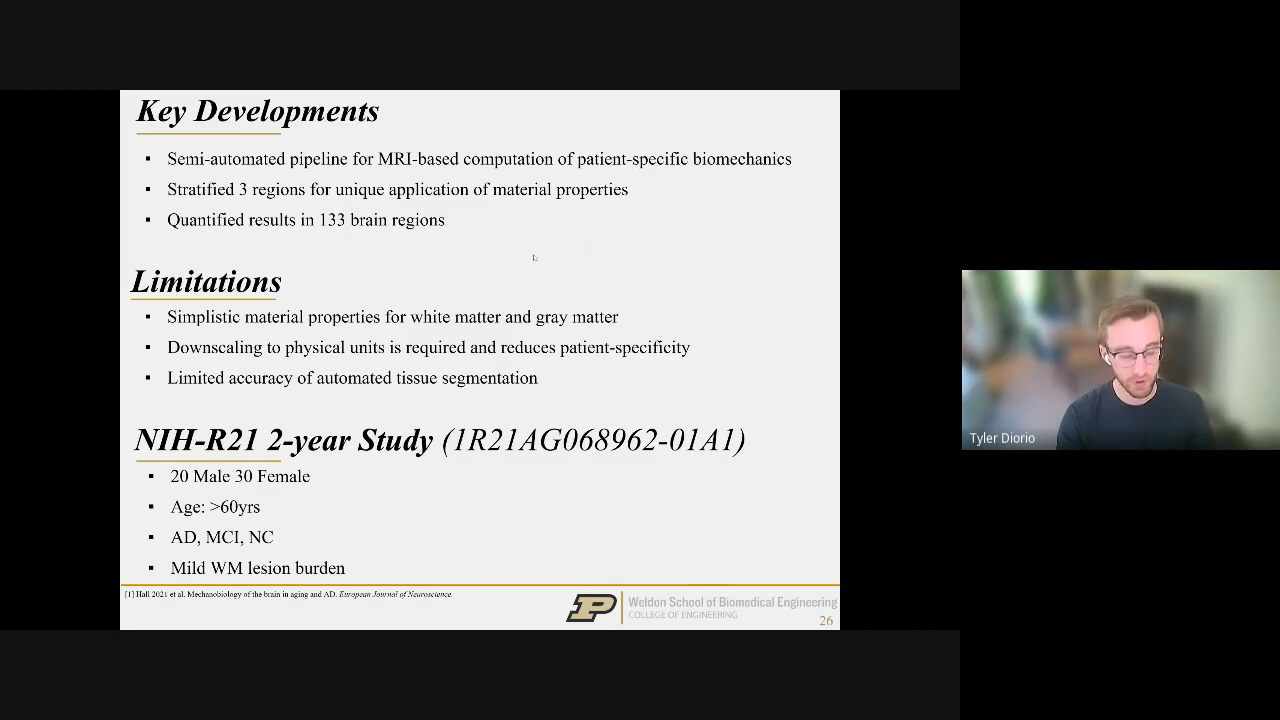 Key Developments
▪ Semi-automated pipeline for MRI-based computation of patient-specific biomechanics
▪ Stratified 3 regions for unique application of material properties
▪ Quantified results in 133 brain regions
Limitations
▪ Simplistic material properties for white matter and gray matter
▪ Downscaling to physical units is required and reduces patient-specificity
▪ Limited accuracy of automated tissue segmentation
NIH-R21 2-year Study (1R21AG068962-01A1)
▪ 20 Male 30 Female
▪ Age: >60yrs
▪ AD, MCI, NC
▪ Mild WM lesion burden
[1] Hall 2021 et al. Mechanobiology of the brain in aging and AD. European Journal of Neuroscience.
P
Weldon School of Biomedical Engineering
COLLEGE OF ENGINEERING
26
Tyler Diorio